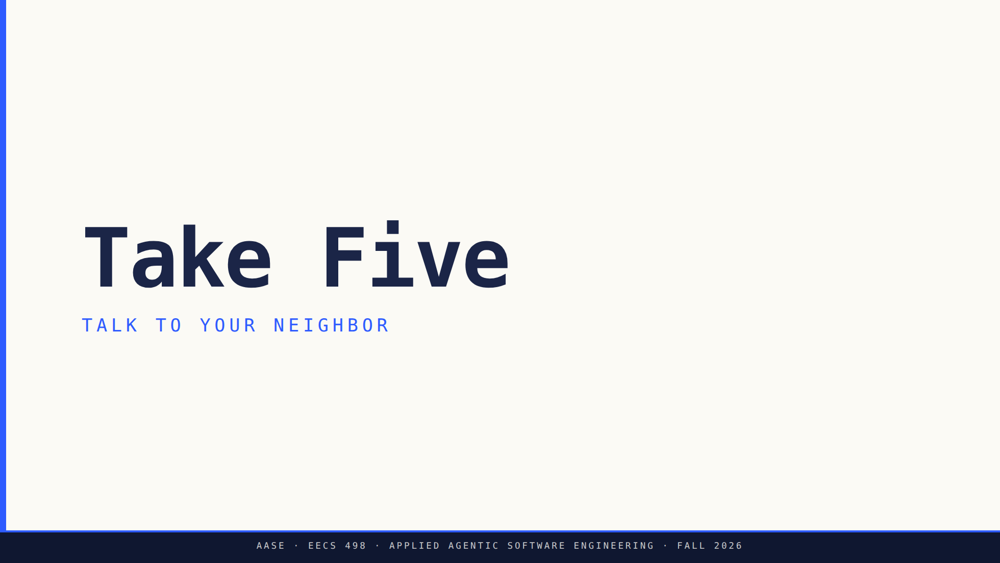 Take Five
TALK TO YOUR NEIGHBOR
AASE · EECS 498 · APPLIED AGENTIC SOFTWARE ENGINEERING · FALL 2026